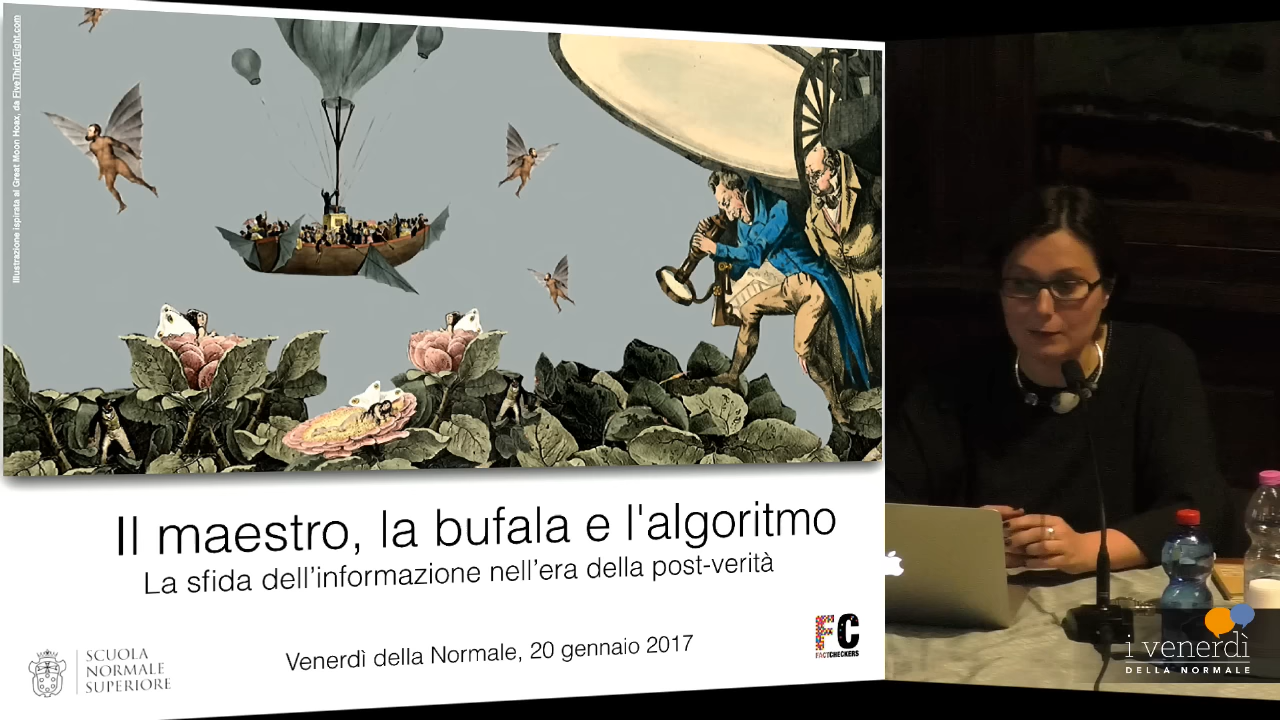 Illustrazione ispirata al Great Moon Hoax, da FiveThirtyEight.com
Il maestro, la bufala e l'algoritmo
La sfida dell'informazione nell'era della post-verità
Venerdì della Normale, 20 gennaio 2017
SCUOLA
NORMALE
SUPERIORE
FC
FACTCHECKERS
i venerdì
DELLA NORMALE